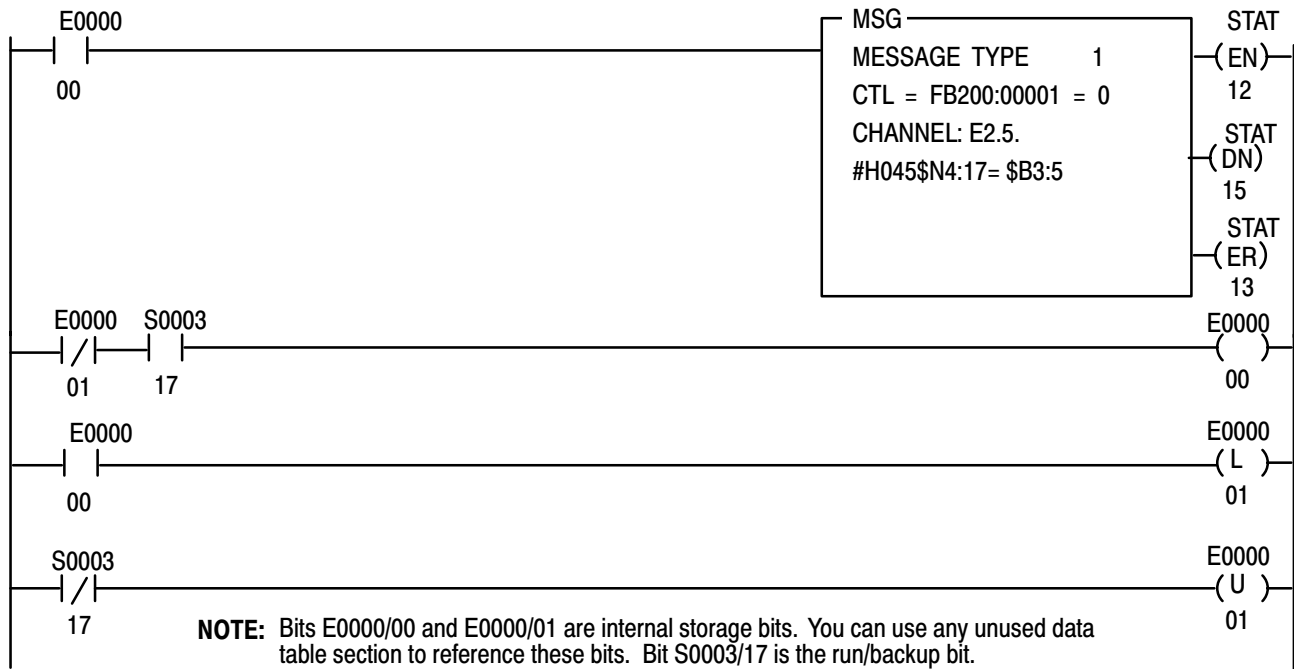 E0000
00
MSG
MESSAGE TYPE 1
CTL = FB200:00001 = 0
CHANNEL: E2.5.
#H045$N4:17= $B3:5
STAT
EN
12
STAT
DN
15
STAT
ER
13
E0000 S0003
01 17
E0000
00
E0000
00
E0000
L
01
S0003
17
E0000
U
01
NOTE: Bits E0000/00 and E0000/01 are internal storage bits. You can use any unused data
table section to reference these bits. Bit S0003/17 is the run/backup bit.